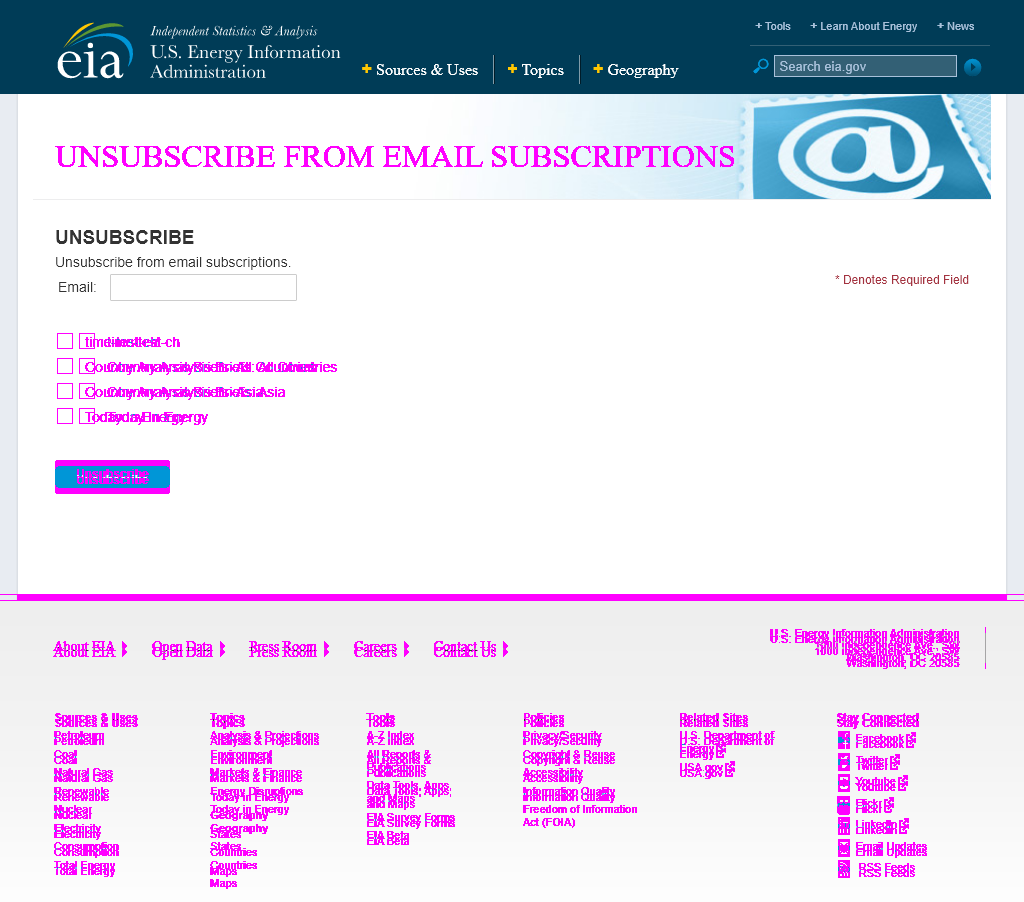 + Tools + Learn About Energy + News
Independent Statistics & Analysis
U.S. Energy Information
Administration
eia
+ Sources & Uses + Topics + Geography
Search eia.gov
UNSUBSCRIBE FROM EMAIL SUBSCRIPTIONS
UNSUBSCRIBE
Unsubscribe from email subscriptions.
Email:
* Denotes Required Field
Country Analysis Briefs: All Countries
Country Analysis Briefs: Asia
Today In Energy
About EIA Open Data Press Room Careers Contact Us
U.S. Energy Information Administration
1000 Independence Ave., SW
Washington, DC 20585
Sources & Uses
Petroleum
Coal
Natural Gas
Renewable
Nuclear
Electricity
Consumption
Total Energy
Topics
Analysis & Projections
Environment
Markets & Finance
Energy Disruptions
Today in Energy
Geography
States
Countries
Maps
Tools
A-Z Index
All Reports &
Publications
Data Tools, Apps,
and Maps
EIA Survey Forms
EIA Beta
Policies
Privacy/Security
Copyright & Reuse
Accessibility
Information Quality
Freedom of Information
Act (FOIA)
Related Sites
U.S. Department of
Energy
USA.gov
Stay Connected
Facebook
Twitter
Youtube
Flickr
LinkedIn
Email Updates
RSS Feeds